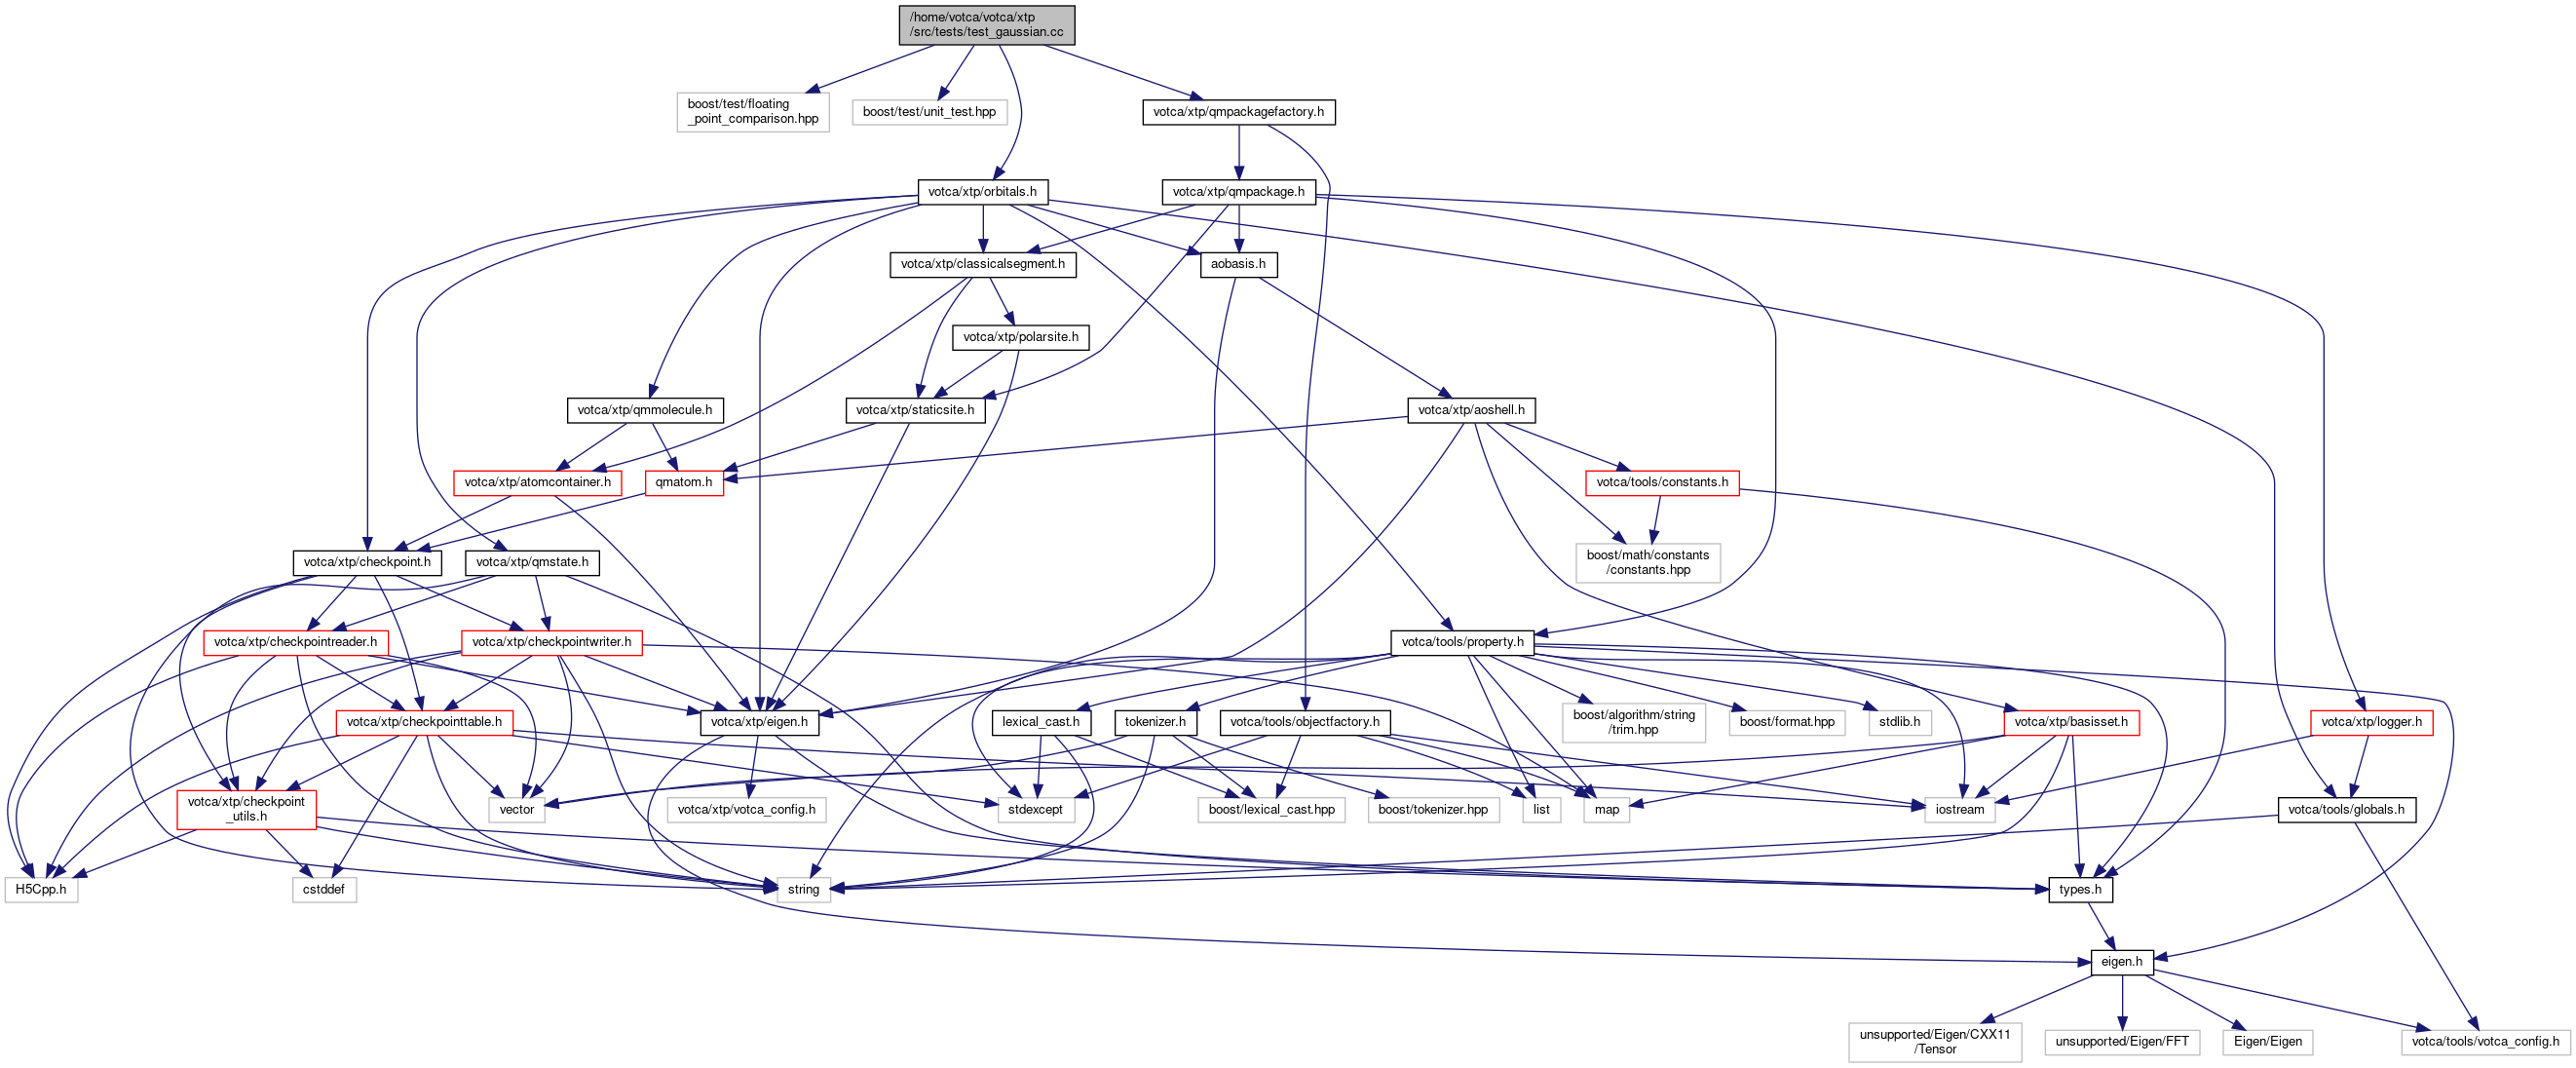 /home/votca/votca/xtp
/src/tests/test_gaussian.cc
boost/test/floating
_point_comparison.hpp
boost/test/unit_test.hpp
votca/xtp/qmpackagefactory.h
votca/xtp/orbitals.h
votca/xtp/qmpackage.h
votca/xtp/classicalsegment.h
aobasis.h
votca/xtp/polarsite.h
votca/xtp/qmmolecule.h
votca/xtp/staticsite.h
votca/xtp/aoshell.h
votca/xtp/atomcontainer.h
qmatom.h
votca/tools/constants.h
votca/xtp/checkpoint.h
votca/xtp/qmstate.h
boost/math/constants
/constants.hpp
votca/xtp/checkpointreader.h
votca/xtp/checkpointwriter.h
votca/tools/property.h
votca/xtp/checkpointtable.h
votca/xtp/eigen.h
lexical_cast.h
tokenizer.h
votca/tools/objectfactory.h
boost/algorithm/string
/trim.hpp
boost/format.hpp
stdlib.h
votca/xtp/basisset.h
votca/xtp/logger.h
votca/xtp/checkpoint
_utils.h
vector
votca/xtp/votca_config.h
stdexcept
boost/lexical_cast.hpp
boost/tokenizer.hpp
list
map
iostream
votca/tools/globals.h
H5Cpp.h
cstddef
string
types.h
eigen.h
unsupported/Eigen/CXX11
/Tensor
unsupported/Eigen/FFT
Eigen/Eigen
votca/tools/votca_config.h